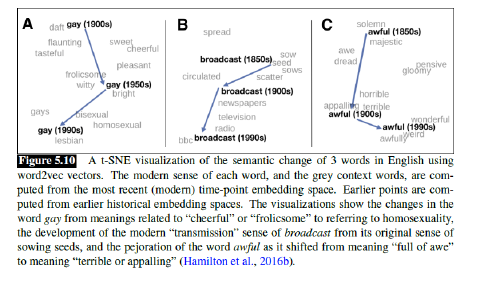 A
daft gay (1900s)
flaunting sweet
tasteful cheerful
pleasant
frolicsome
witty gay (1950s)
bright
gays bisexual
gay (1990s) homosexual
lesbian
B
spread
broadcast (1850s) sow
seed
sows
circulated scatter
broadcast (1900s)
newspapers
television
radio
bbc broadcast (1990s)
C
solemn
awful (1850s)
majestic
awe
dread pensive
gloomy
horrible
appalling terrible
awful (1900s) wonderful
awful (1990s)
awfully weird
Figure 5.10 A t-SNE visualization of the semantic change of 3 words in English using
word2vec vectors. The modern sense of each word, and the grey context words, are com-
puted from the most recent (modern) time-point embedding space. Earlier points are com-
puted from earlier historical embedding spaces. The visualizations show the changes in the
word gay from meanings related to “cheerful” or “frolicsome” to referring to homosexuality,
the development of the modern “transmission” sense of broadcast from its original sense of
sowing seeds, and the pejoration of the word awful as it shifted from meaning “full of awe”
to meaning “terrible or appalling” (Hamilton et al., 2016b).